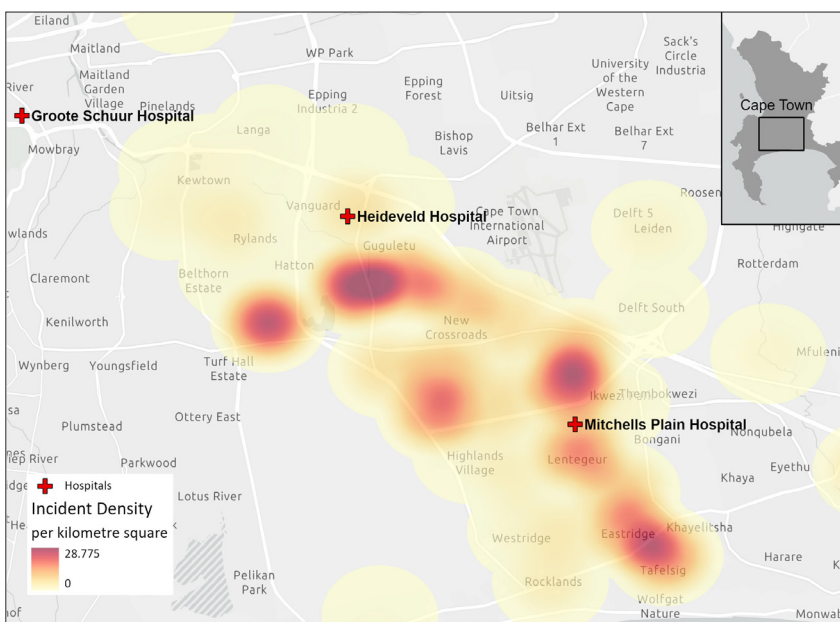 Eiland
Maitland
WP Park
Sack's
Circle
Industria
River
Maitland
Garden
Village
Pinelands
Epping
Industria 2
Epping
Forest
Uitsig
University
of the
Western
Cape
Cape Town
Groote Schuur Hospital
Mowbray
Langa
Bishop
Lavis
Belhar Ext
1
Belhar Ext
7
Kewtown
Vanguard
Heideveld Hospital
Cape Town
International
Airport
Roosen
Delft 5
Leiden
Highgate
wlands
Rylands
Guguletu
Hatton
Claremont
Belthorn
Estate
Rotterdam
Delft South
Kenilworth
New
Crossroads
Wynberg
Youngsfield
Turf Hall
Estate
Mfuleni
Ikwezi
Thembokwezi
sa
Plumstead
Ottery East
Mitchells Plain Hospital
Bongani
Nonqubela
nes
iep River
Parkwood
Highlands
Village
Lentegeur
Khaya
Eyethu
Hospitals
Incident Density
per kilometre square
28.775
0
Lotus River
Westridge
Eastridge
Khayelitsha
Harare
Pelikan
Park
Rocklands
Tafelsig
Wolfgat
Nature
Monwa